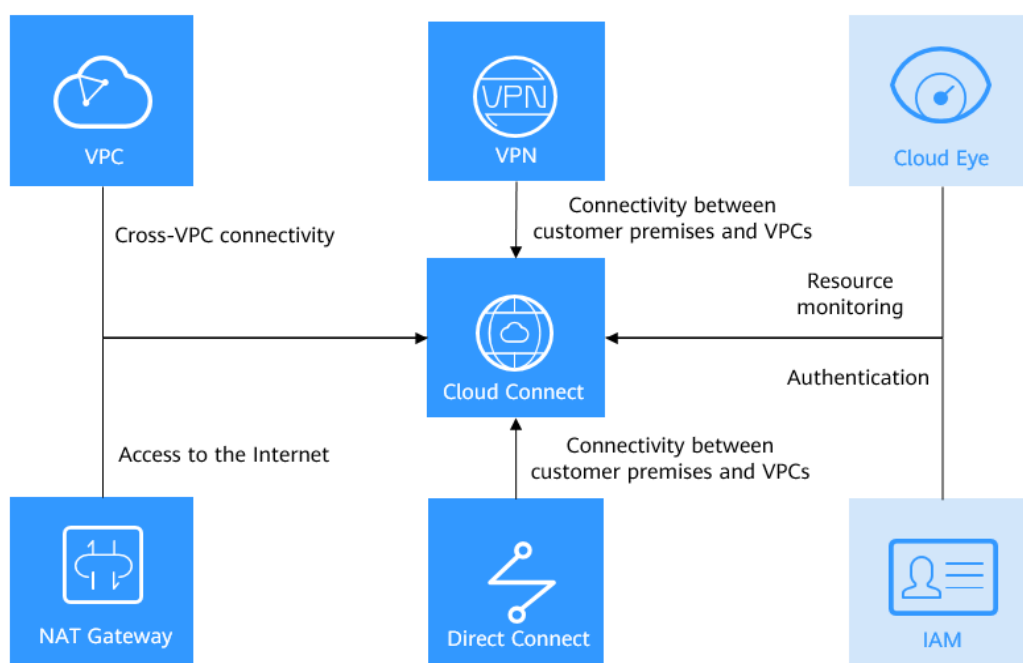 VPN
VPC
VPN
Cloud Eye
Cross-VPC connectivity
Connectivity between
customer premises and VPCs
Resource
monitoring
Cloud Connect
Authentication
Access to the Internet
Connectivity between
customer premises and VPCs
NAT Gateway
Direct Connect
IAM